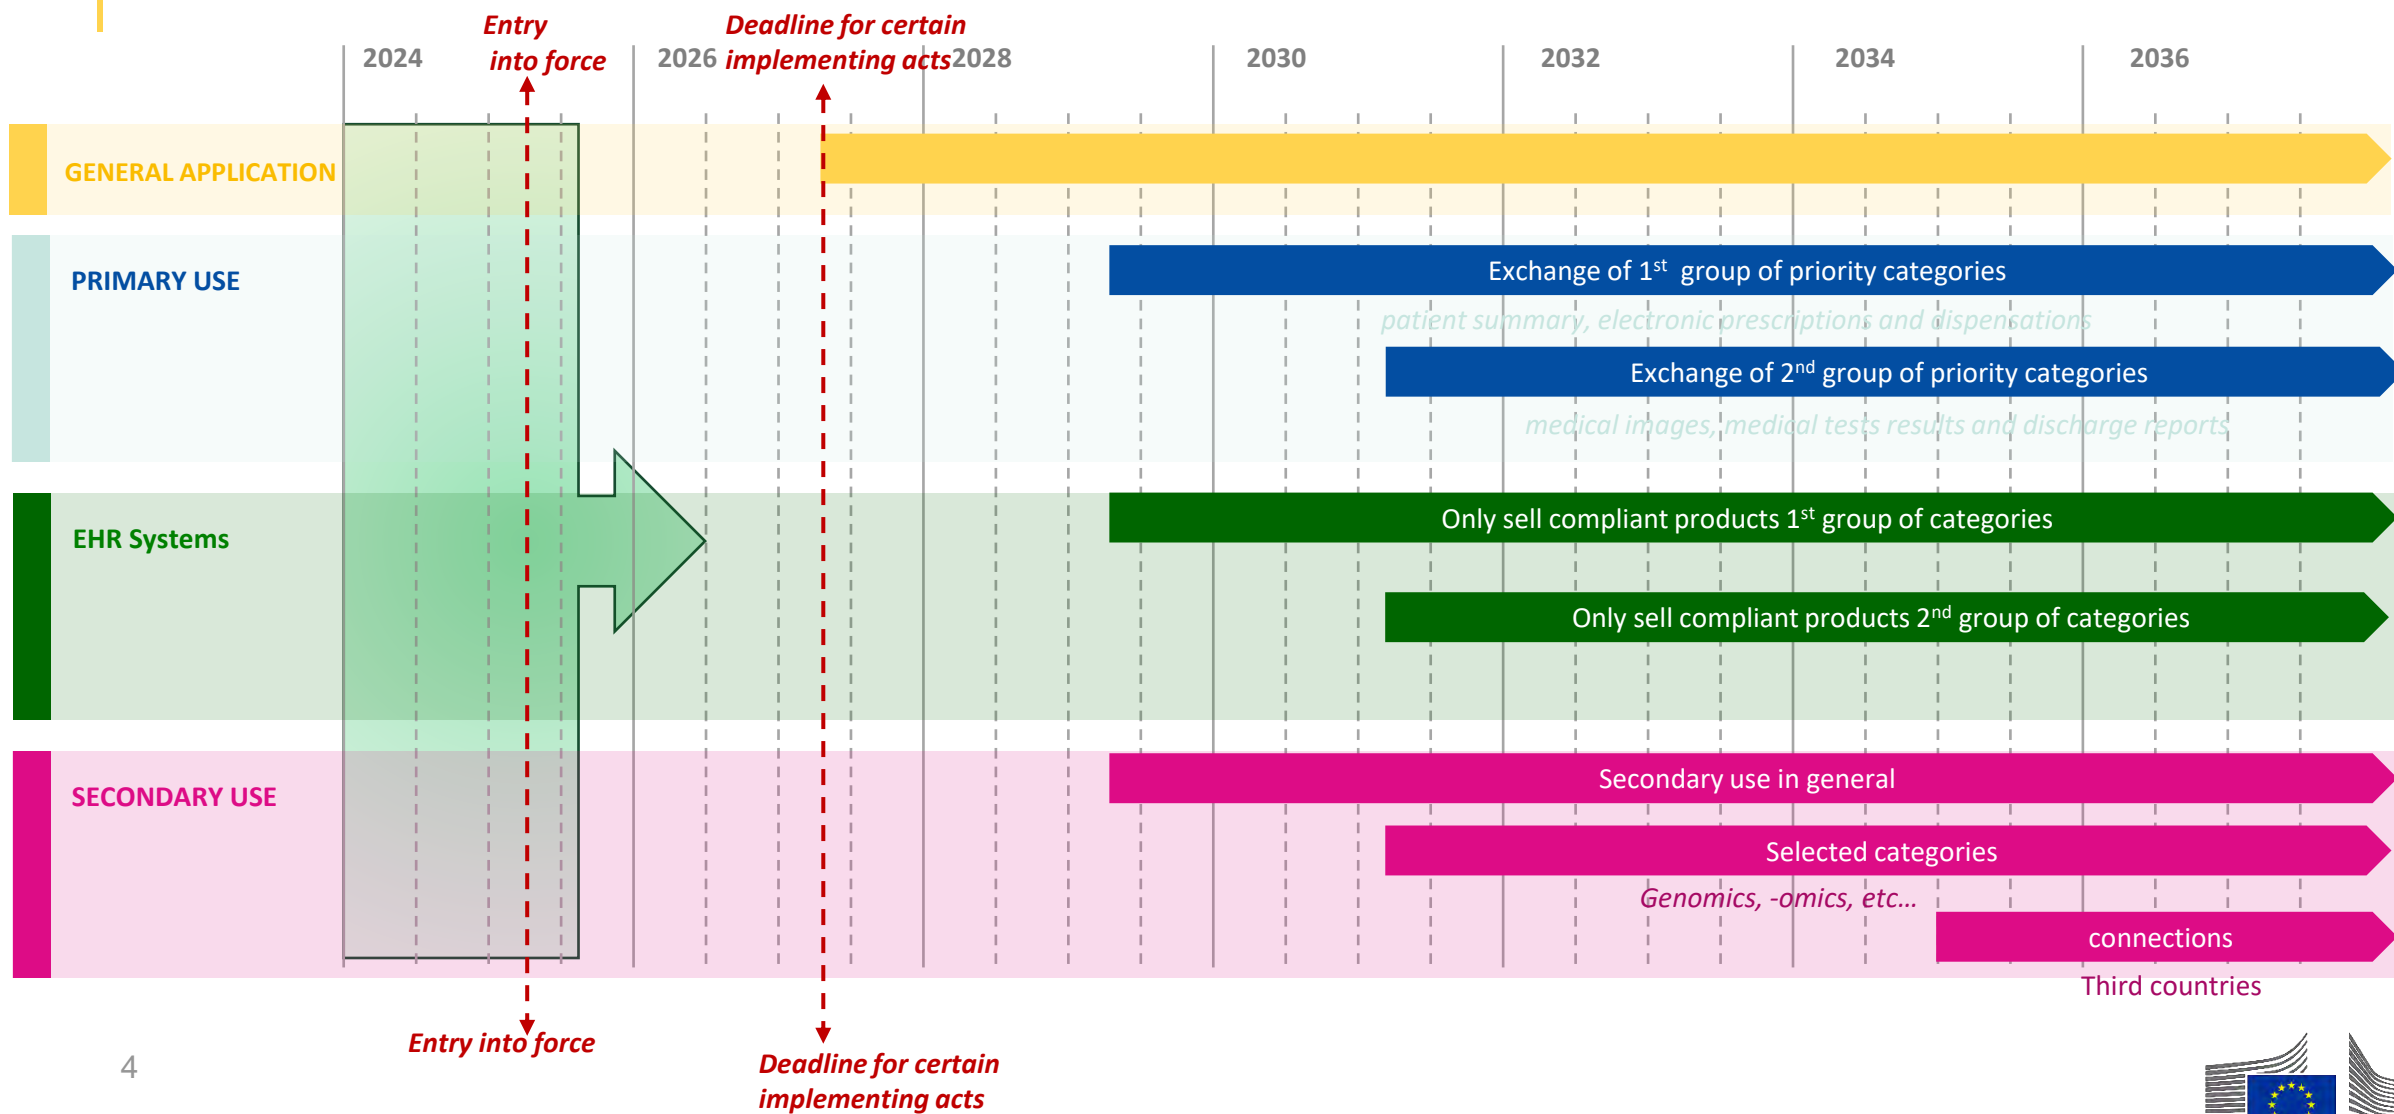 Entry
into force
Deadline for certain
implementing acts
2024
2026
2028
2030
2032
2034
2036
GENERAL APPLICATION
PRIMARY USE
Exchange of 1st group of priority categories
patient summary, electronic prescriptions and dispensations
Exchange of 2nd group of priority categories
medical images, medical tests results and discharge reports
EHR Systems
Only sell compliant products 1st group of categories
Only sell compliant products 2nd group of categories
SECONDARY USE
Secondary use in general
Selected categories
Genomics, -omics, etc...
connections
Third countries
Entry into force
Deadline for certain
implementing acts
4